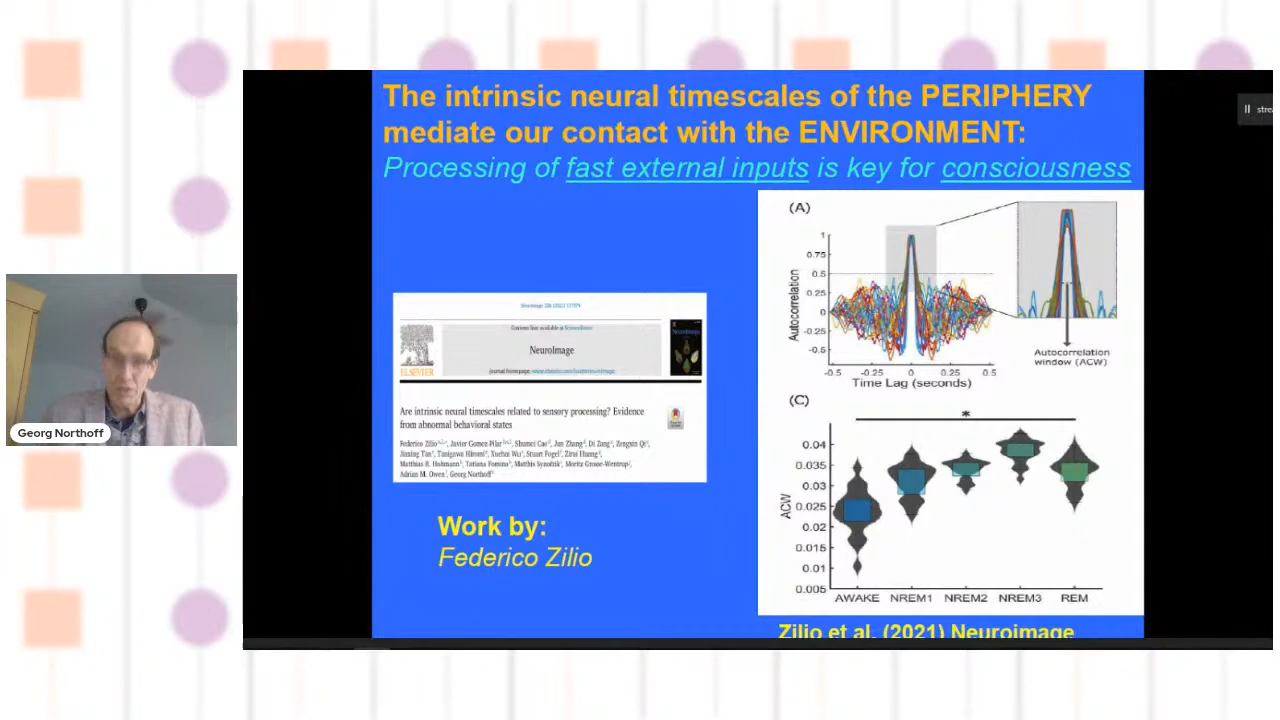 The intrinsic neural timescales of the PERIPHERY
mediate our contact with the ENVIRONMENT:
Processing of fast external inputs is key for consciousness
stre
Georg Northoff
NeuroImage
Contents lists available at ScienceDirect
NeuroImage
journal homepage: www.elsevier.com/locate/neuroimage
ELSEVIER
Are intrinsic neural timescales related to sensory processing? Evidence
from abnormal behavioral states
Federico Zilio, Javier Gomez-Pilar, Shumei Cao, Jun Zhang, Di Zang, Zengxin Qi,
Jiaxing Tan, Tanigawa Hiromi, Xuehai Wu, Stuart Fogel, Zirui Huang,
Matthias R. Hohmann, Tatiana Fomina, Matthis Synofzik, Moritz Grosse-Wentrup,
Adrian M. Owen, Georg Northoff
Work by:
Federico Zilio
(A)
Autocorrelation
1
0.75
0.5
0.25
0
-0.25
-0.5
-0.5 -0.25 0 0.25 0.5
Time Lag (seconds)
Autocorrelation
window (ACW)
(C)
*
ACW
0.04
0.035
0.03
0.025
0.02
0.015
0.01
0.005
AWAKE NREM1 NREM2 NREM3 REM
Zilio et al. (2021) Neuroimage